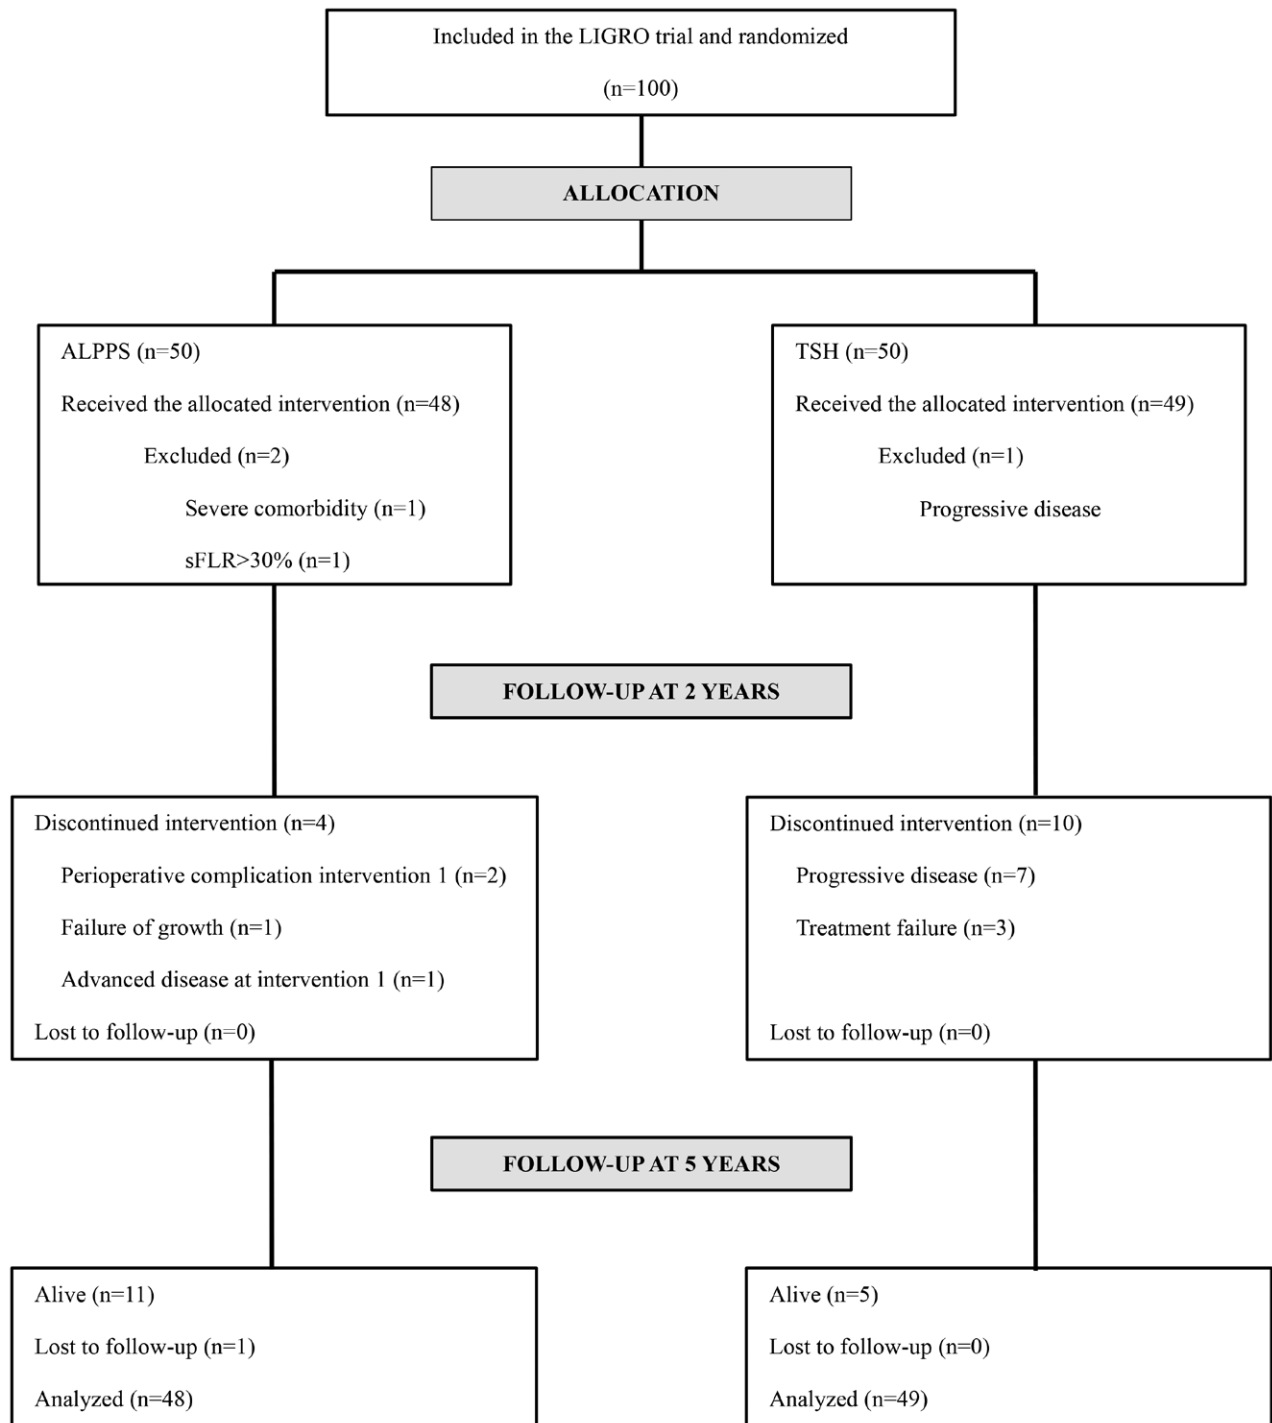 Included in the LIGRO trial and randomized
(n=100)
ALLOCATION
ALPPS (n=50)
Received the allocated intervention (n=48)
Excluded (n=2)
Severe comorbidity (n=1)
sFLR>30% (n=1)
TSH (n=50)
Received the allocated intervention (n=49)
Excluded (n=1)
Progressive disease
FOLLOW-UP AT 2 YEARS
Discontinued intervention (n=4)
Perioperative complication intervention 1 (n=2)
Failure of growth (n=1)
Advanced disease at intervention 1 (n=1)
Lost to follow-up (n=0)
Discontinued intervention (n=10)
Progressive disease (n=7)
Treatment failure (n=3)
Lost to follow-up (n=0)
FOLLOW-UP AT 5 YEARS
Alive (n=11)
Lost to follow-up (n=1)
Analyzed (n=48)
Alive (n=5)
Lost to follow-up (n=0)
Analyzed (n=49)